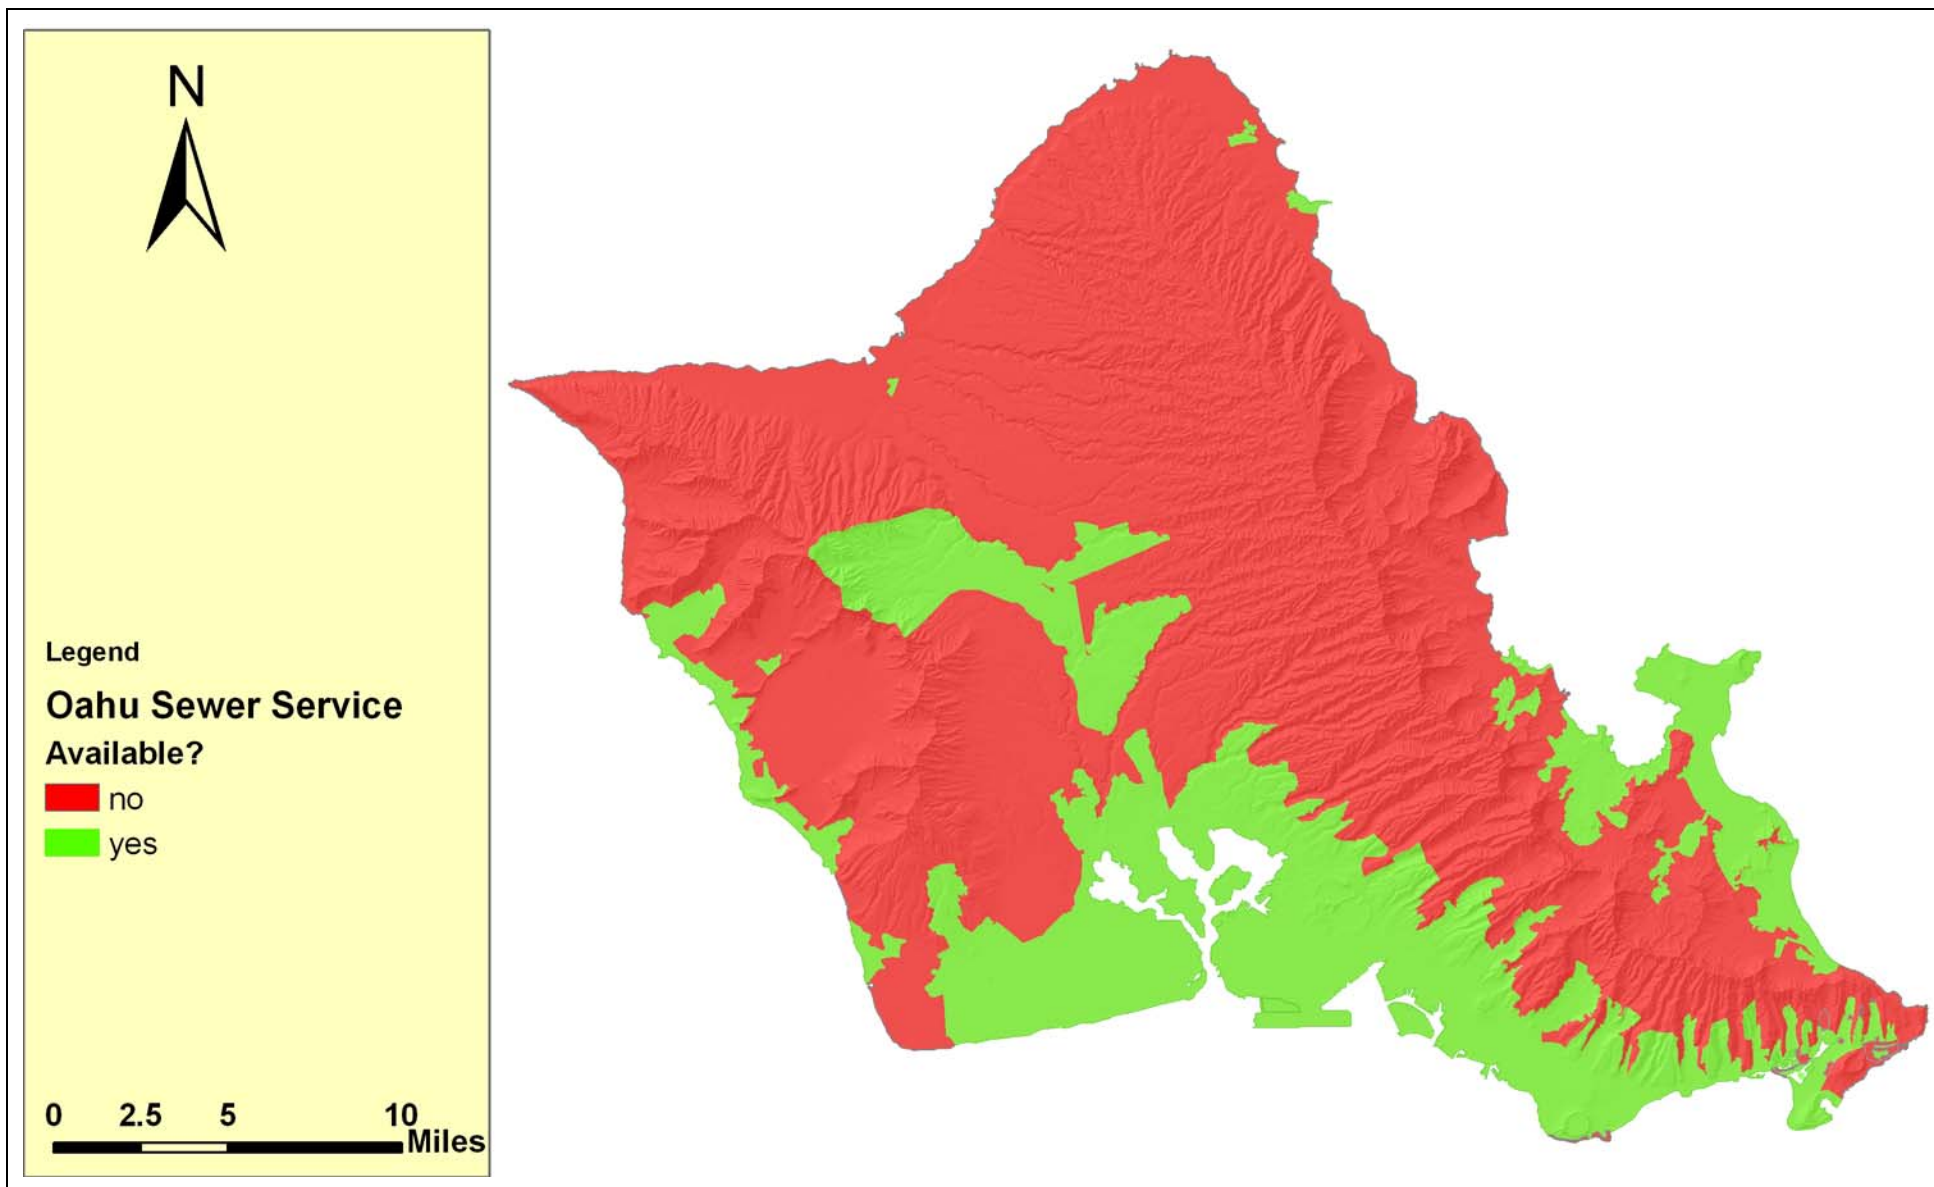 N
Legend
Oahu Sewer Service
Available?
no
yes
0 2.5 5 10
Miles